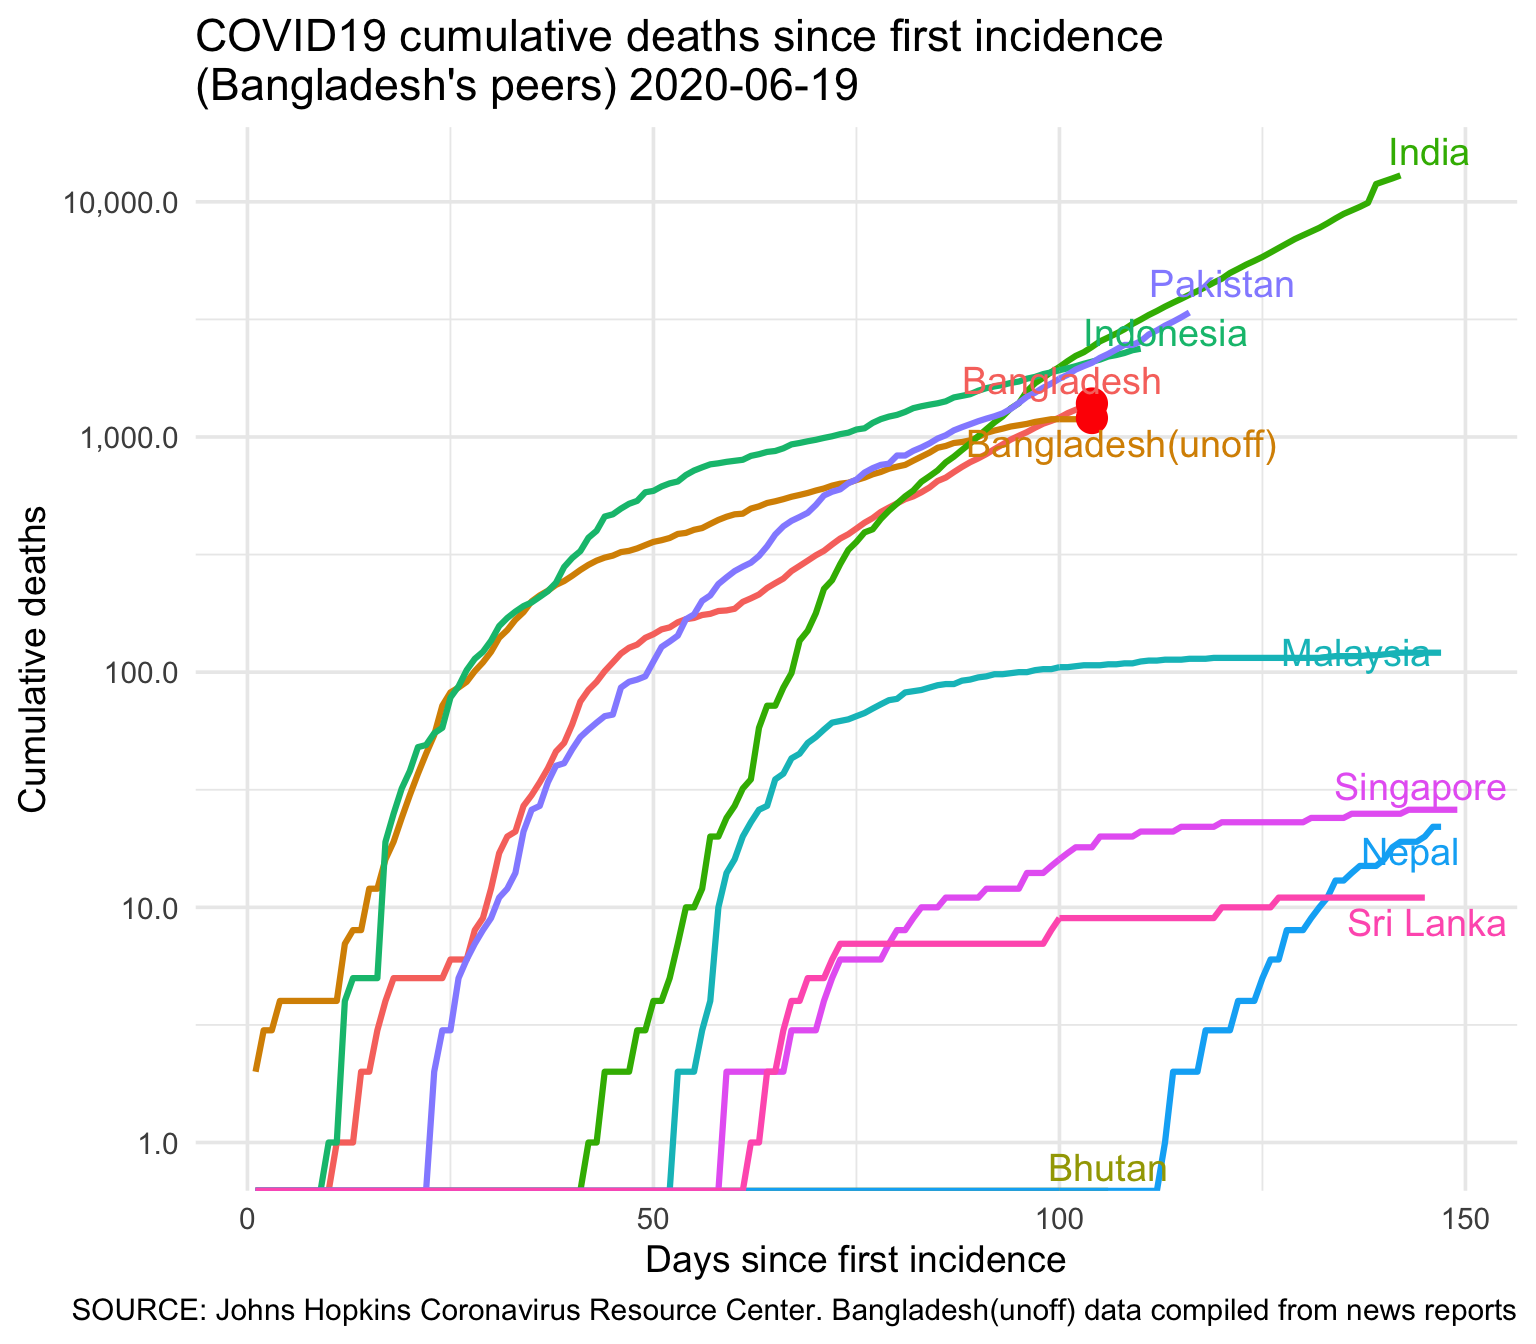 COVID19 cumulative deaths since first incidence
(Bangladesh's peers) 2020-06-19
India
10,000.0
Pakistan
Indonesia
Bangladesh
1,000.0
Bangladesh(unoff)
Cumulative deaths
Malaysia
100.0
Singapore
Nepal
10.0
Sri Lanka
1.0
Bhutan
0
50
100
150
Days since first incidence
SOURCE: Johns Hopkins Coronavirus Resource Center. Bangladesh(unoff) data compiled from news reports